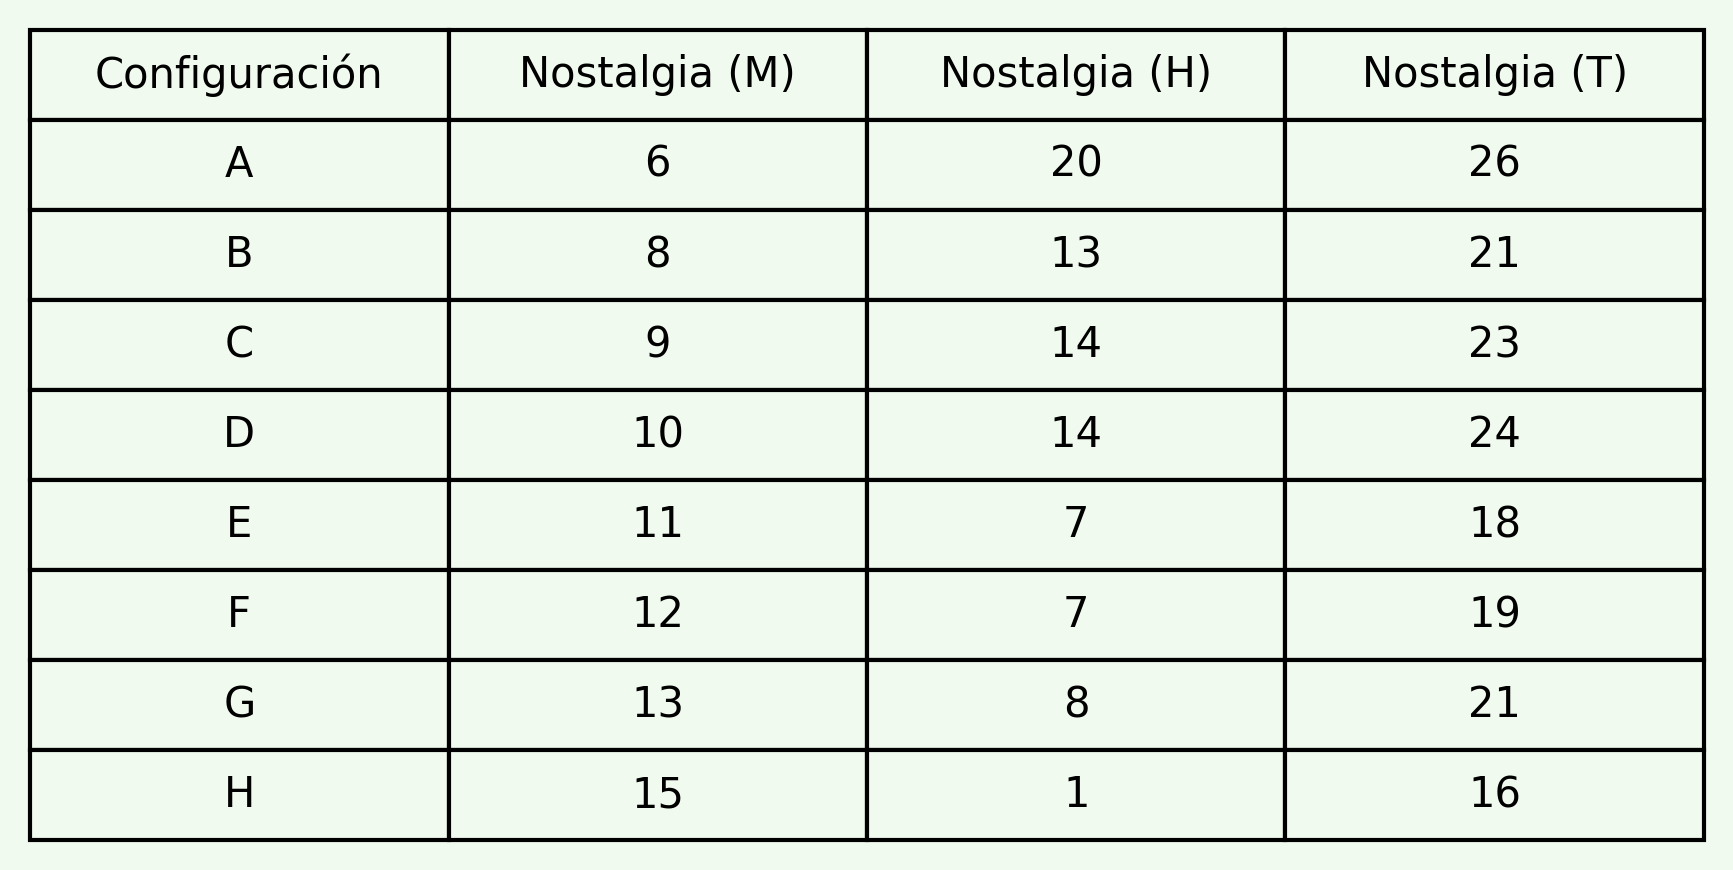 Configuración Nostalgia (M) Nostalgia (H) Nostalgia (T)
A 6 20 26
B 8 13 21
C 9 14 23
D 10 14 24
E 11 7 18
F 12 7 19
G 13 8 21
H 15 1 16